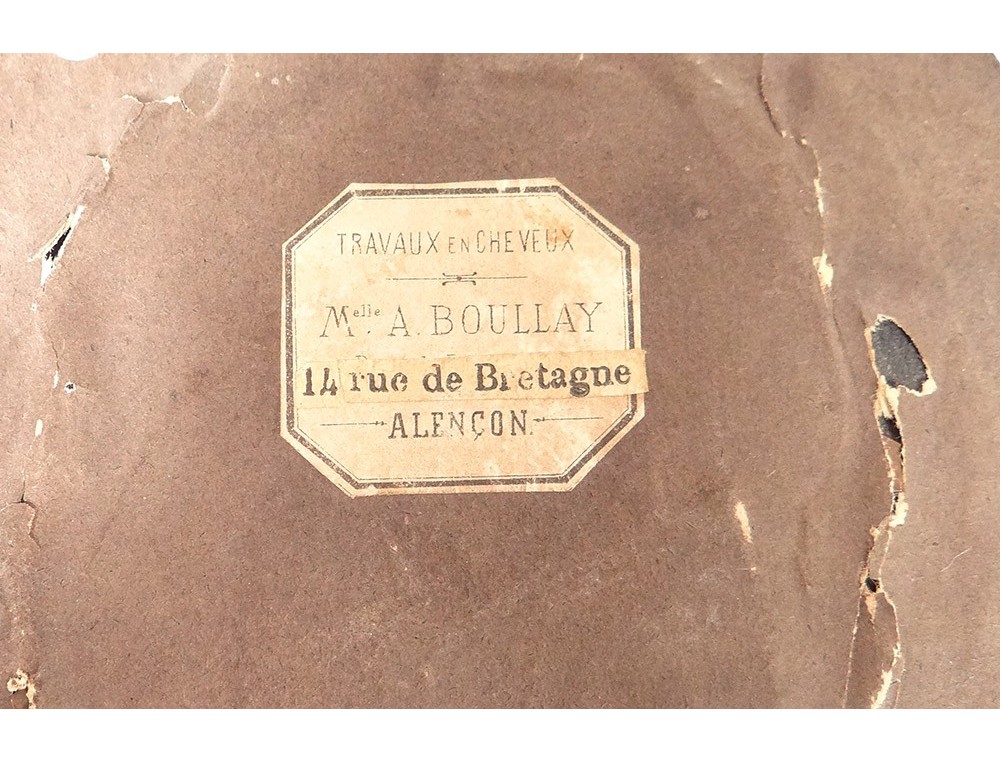 TRAVAUX EN CHEVEUX
Melle. A. BOULLAY
14 rue de Bretagne
ALENÇON.